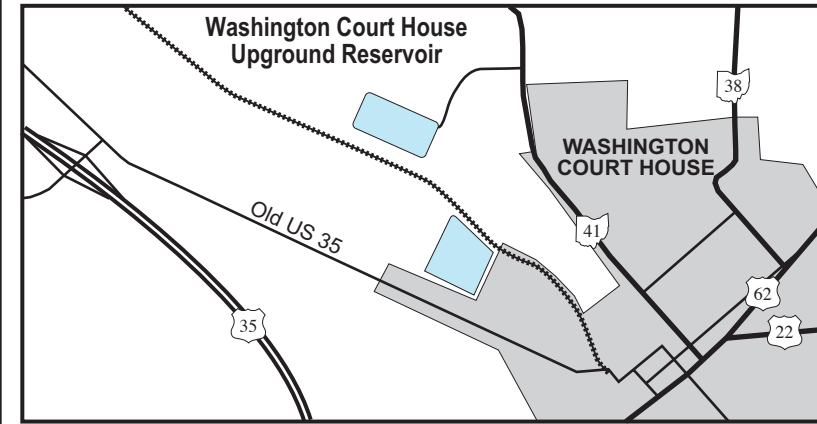 Washington Court House
Upground Reservoir
38
WASHINGTON
COURT HOUSE
Old US 35
41
62
35
22